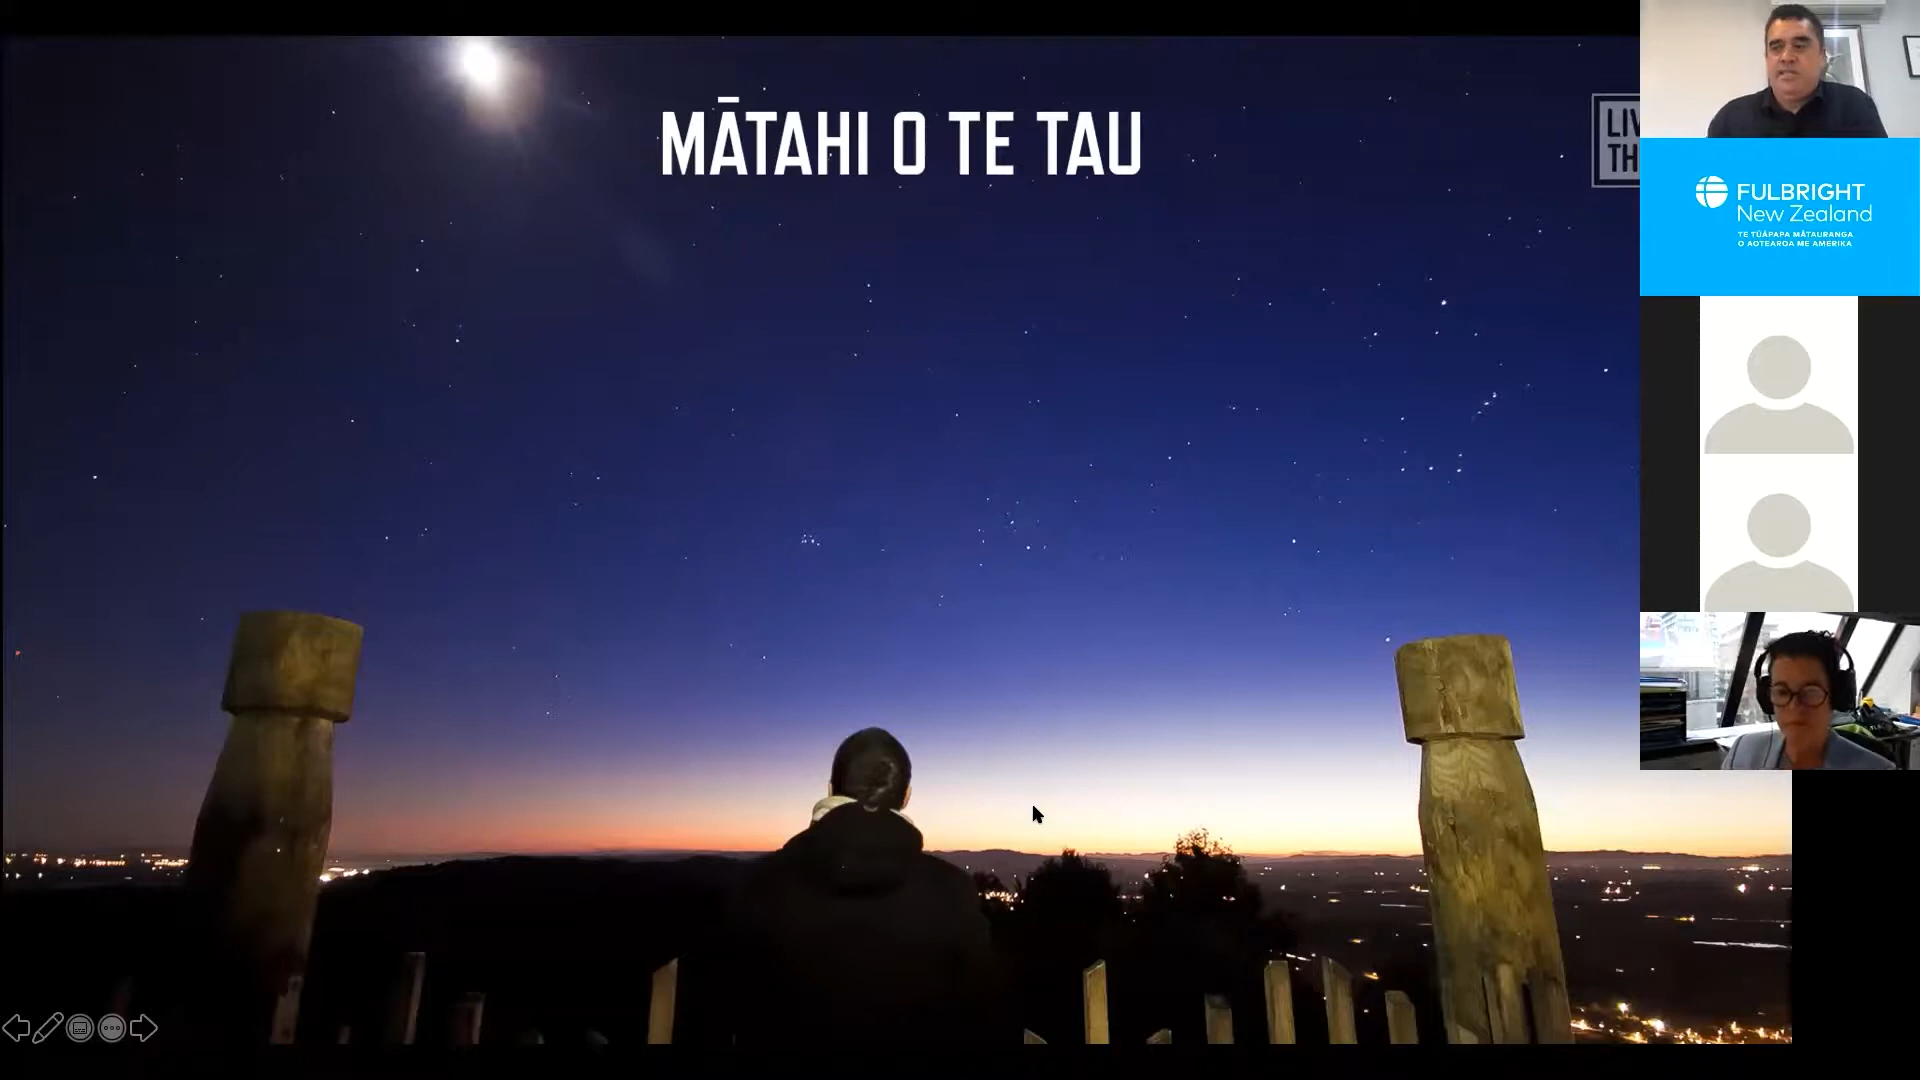 MĀTAHI O TE TAU
LIV
TH
FULBRIGHT
New Zealand
TE TŪĀPAPA MĀTAURANGA
O AOTEAROA ME AMERIKA